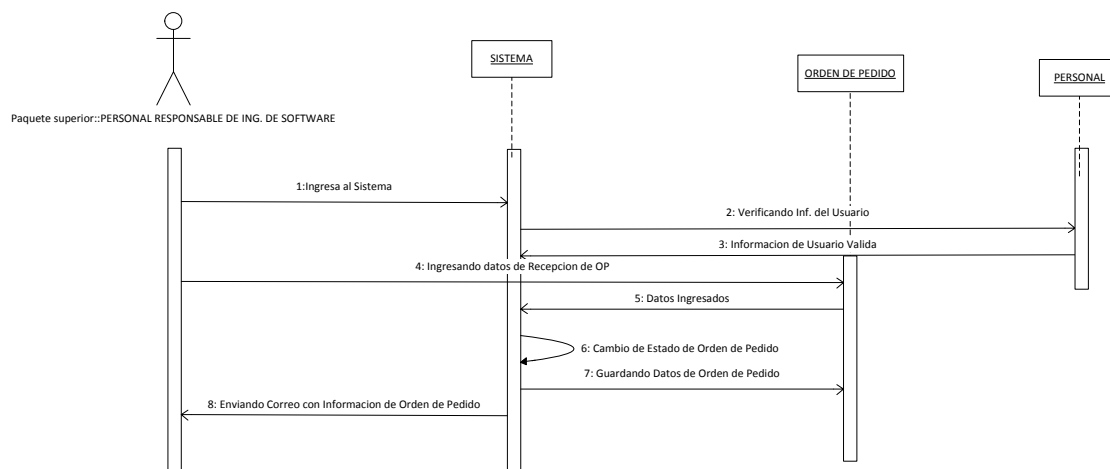 SISTEMA
ORDEN DE PEDIDO
PERSONAL
Paquete superior::PERSONAL RESPONSABLE DE ING. DE SOFTWARE
1:Ingresa al Sistema
2: Verificando Inf. del Usuario
3: Informacion de Usuario Valida
4: Ingresando datos de Recepcion de OP
5: Datos Ingresados
6: Cambio de Estado de Orden de Pedido
7: Guardando Datos de Orden de Pedido
8: Enviando Correo con Informacion de Orden de Pedido